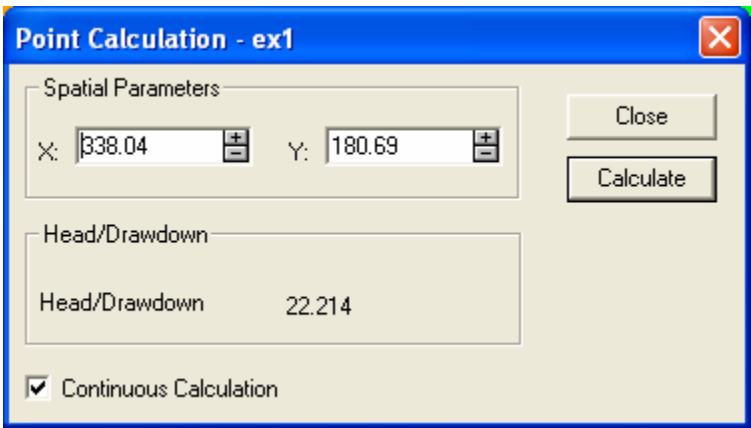 Point Calculation - ex1
Spatial Parameters
X: 338.04 Y: 180.69
Close
Calculate
Head/Drawdown
Head/Drawdown 22.214
Continuous Calculation